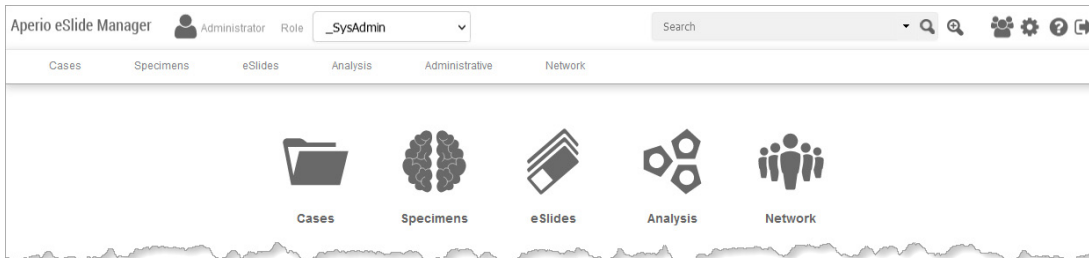 Aperio eSlide Manager Administrator Role _SysAdmin Search
Cases Specimens eSlides Analysis Administrative Network
Cases Specimens eSlides Analysis Network